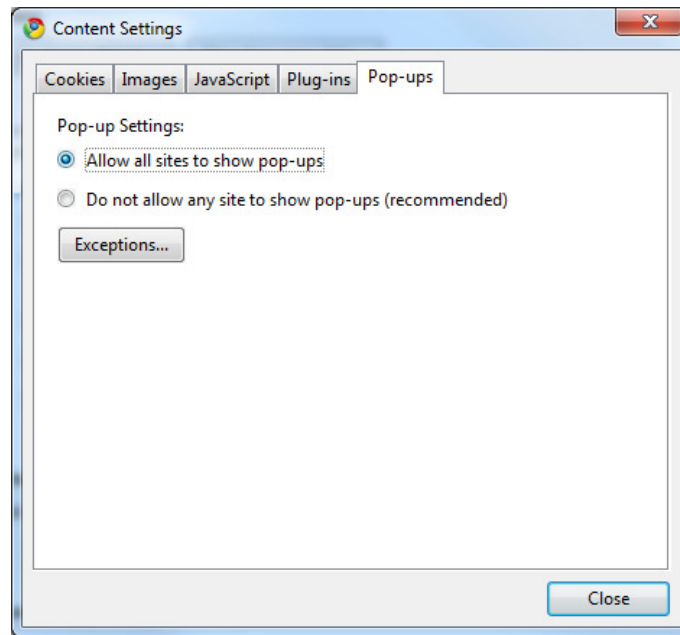 Content Settings
Cookies Images JavaScript Plug-ins Pop-ups
Pop-up Settings:
Allow all sites to show pop-ups
Do not allow any site to show pop-ups (recommended)
Exceptions...
Close